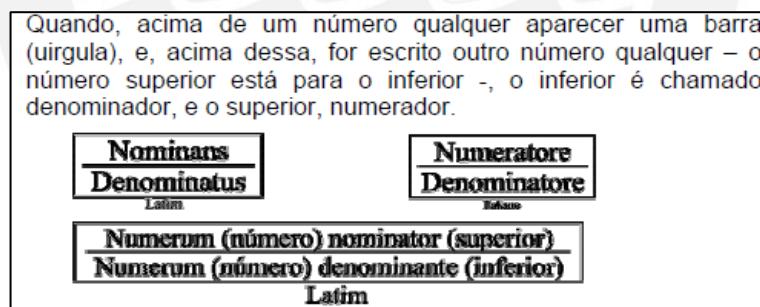 Quando, acima de um número qualquer aparecer uma barra
(uirgula), e, acima dessa, for escrito outro número qualquer – o
número superior está para o inferior -, o inferior é chamado
denominador, e o superior, numerador.
Nominans
Denominatus
Latim
Numeratore
Denominatore
Numerum (número) nominator (superior)
Numerum (número) denominante (inferior)
Latim